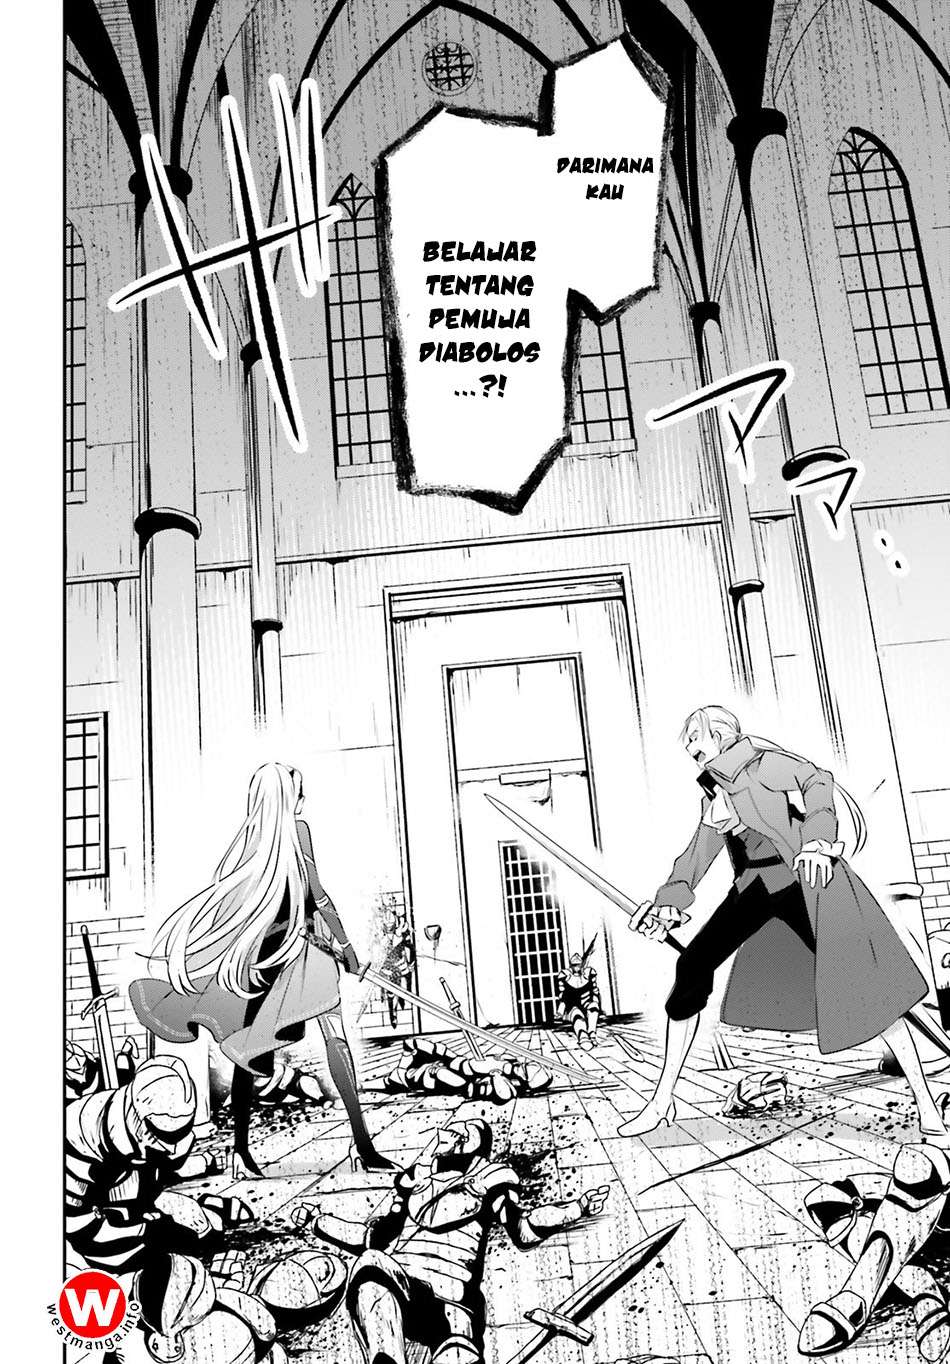 DARIMANA
KAU
BELAJAR
TENTANG
PEMUJA
DIABOLOS
...?!
W
westmanga.info